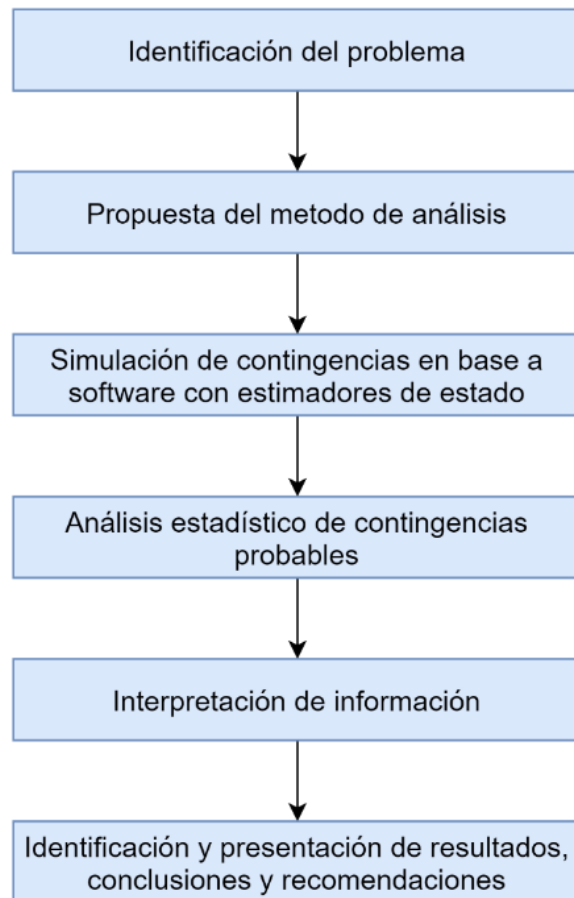 Identificación del problema
Propuesta del metodo de análisis
Simulación de contingencias en base a
software con estimadores de estado
Análisis estadístico de contingencias
probables
Interpretación de información
Identificación y presentación de resultados,
conclusiones y recomendaciones